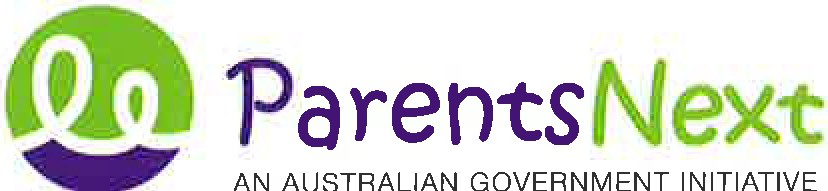 ParentsNext
AN AUSTRALIAN GOVERNMENT INITIATIVE